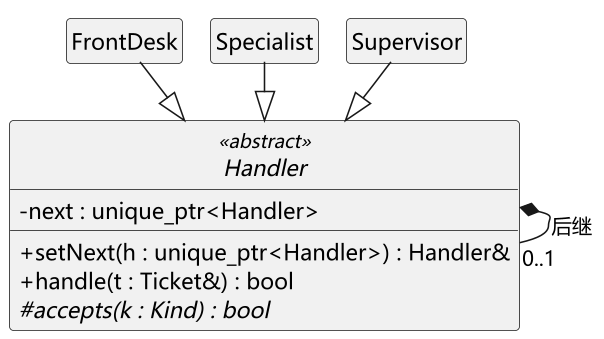 FrontDesk
Specialist
Supervisor
«abstract»
Handler
-next : unique_ptr<Handler>
+setNext(h : unique_ptr<Handler>) : Handler&
+handle(t : Ticket&) : bool
#accepts(k : Kind) : bool
后继
0..1